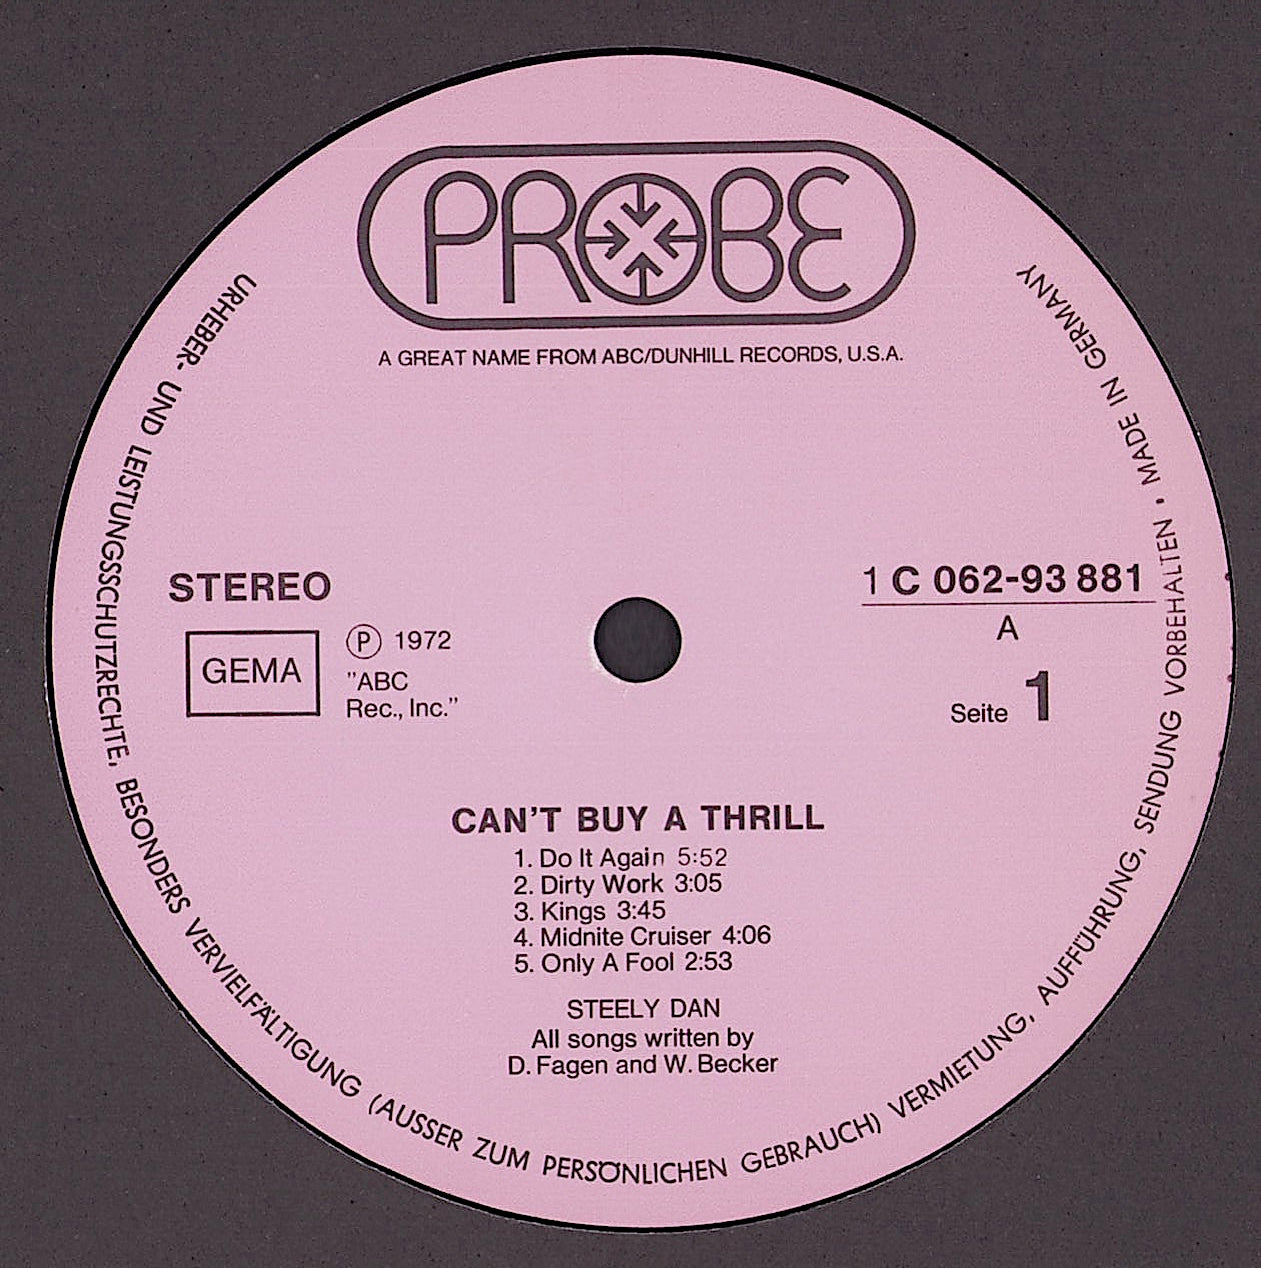 PROBE
A GREAT NAME FROM ABC/DUNHILL RECORDS, U.S.A.
STEREO
GEMA
Ⓟ 1972
"ABC
Rec., Inc."
1 C 062-93 881
A
Seite 1
CAN'T BUY A THRILL
1. Do It Again 5:52
2. Dirty Work 3:05
3. Kings 3:45
4. Midnite Cruiser 4:06
5. Only A Fool 2:53
STEELY DAN
All songs written by
D. Fagen and W. Becker
URHEBER- UND LEISTUNGSSCHUTZRECHTE, BESONDERS VERVIELFÄLTIGUNG (AUSSER ZUM PERSÖNLICHEN GEBRAUCH) VERMIETUNG, AUFFÜHRUNG, SENDUNG VORBEHALTEN • MADE IN GERMANY